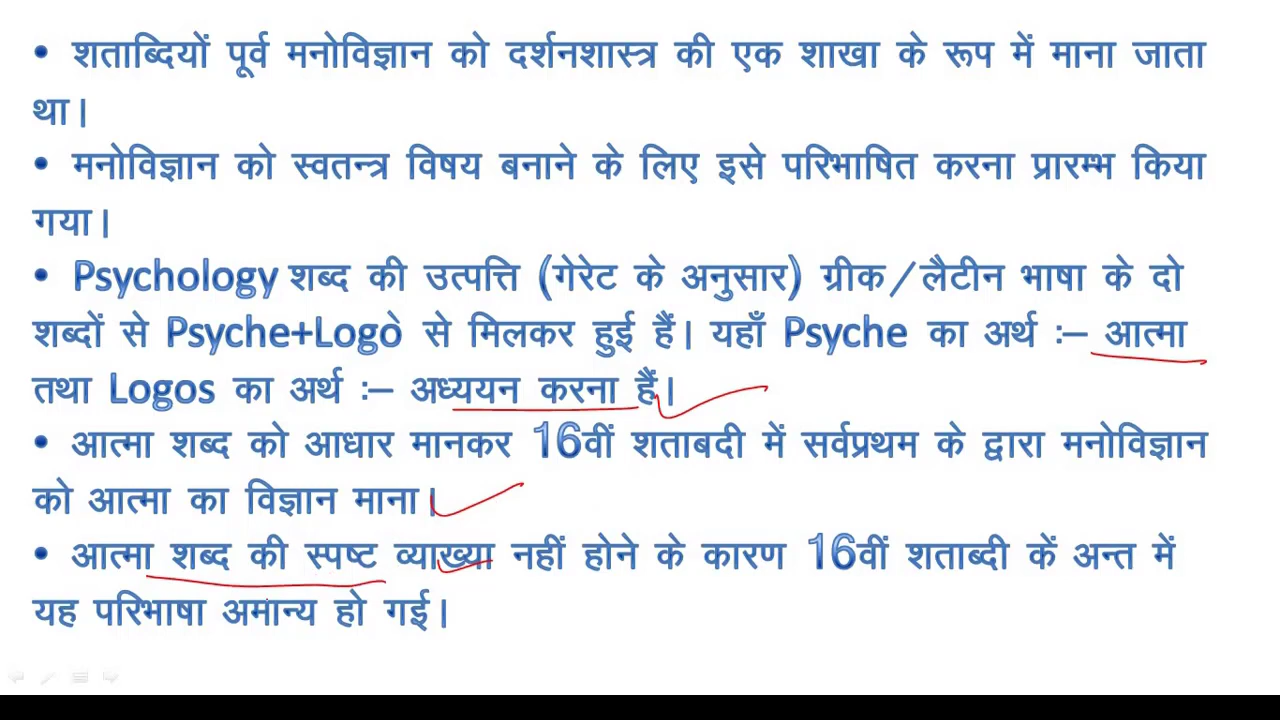 • शताब्दियों पूर्व मनोविज्ञान को दर्शनशास्त्र की एक शाखा के रूप में माना जाता
था।
• मनोविज्ञान को स्वतन्त्र विषय बनाने के लिए इसे परिभाषित करना प्रारम्भ किया
गया।
• Psychology शब्द की उत्पत्ति (गेरेट के अनुसार) ग्रीक/लैटीन भाषा के दो
शब्दों से Psyche+Logo से मिलकर हुई हैं। यहाँ Psyche का अर्थ :– आत्मा
तथा Logos का अर्थ :– अध्ययन करना हैं।
• आत्मा शब्द को आधार मानकर 16वीं शताबदी में सर्वप्रथम के द्वारा मनोविज्ञान
को आत्मा का विज्ञान माना।
• आत्मा शब्द की स्पष्ट व्याख्या नहीं होने के कारण 16वीं शताब्दी कें अन्त में
यह परिभाषा अमान्य हो गई।